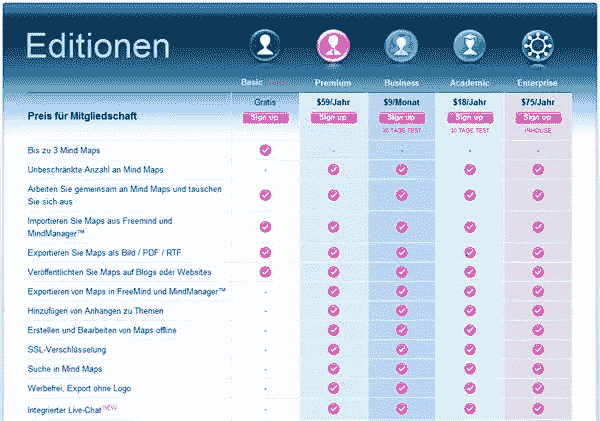 Editionen
Basic Premium Business Academic Enterprise
Gratis $59/Jahr $9/Monat $18/Jahr $75/Jahr
Preis für Mitgliedschaft Sign up Sign up Sign up Sign up Sign up
30 TAGE TEST TAGE TEST INHOUSE
Bis zu 3 Mind Maps - - - -
Unbeschränkte Anzahl an Mind Maps -
Arbeiten Sie gemeinsam an Mind Maps und tauschen
Sie sich aus
Importieren Sie Maps aus Freemind und
MindManager™
Exportieren Sie Maps als Bild / PDF / RTF
Veröffentlichten Sie Maps auf Blogs oder Websites
Exportieren von Maps in FreeMind und MindManager™ -
Hinzufügen von Anhängen zu Themen -
Erstellen und Bearbeiten von Maps offline -
SSL-Verschlüsselung -
Suche in Mind Maps -
Werbefrei, Export ohne Logo -
Integrierter Live-Chat NEW -